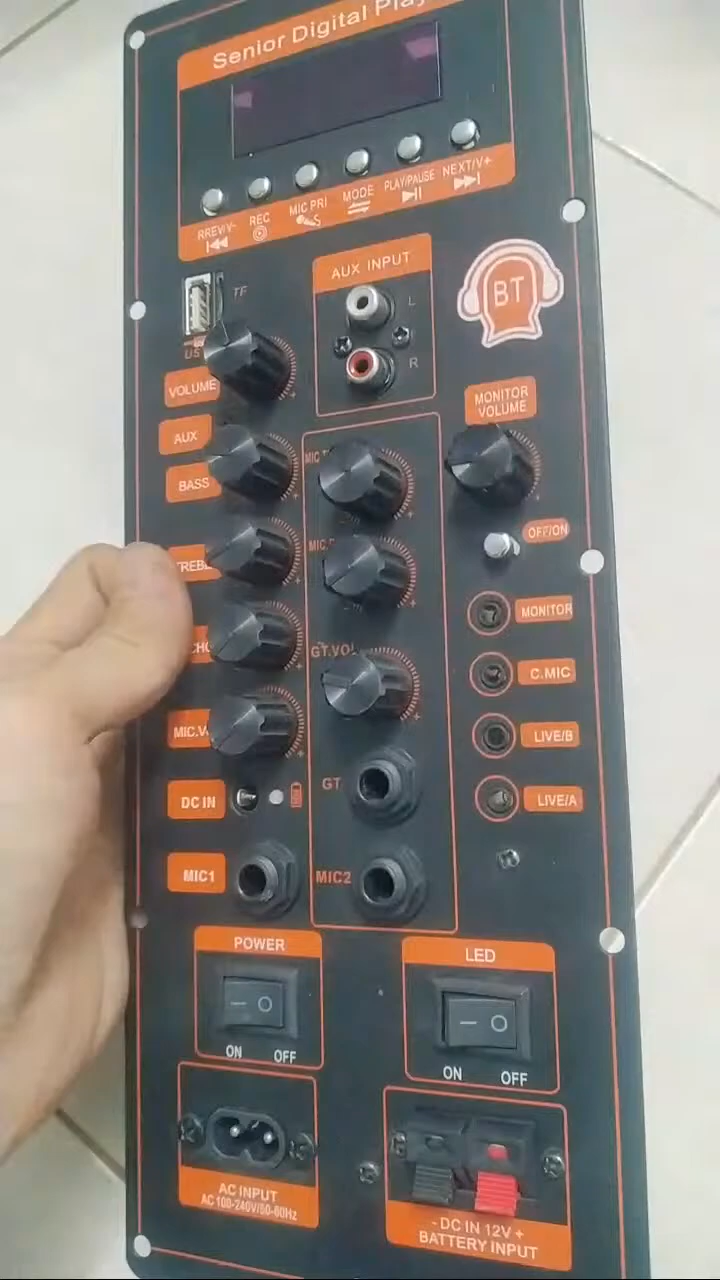 Senior Digital Play
RREV/V-
REC
MIC PRI
MODE
PLAY/PAUSE
NEXT/V+
TF
AUX INPUT
L
R
BT
VOLUME
MONITOR
VOLUME
AUX
BASS
MIC
OFF/ON
MONITOR
GT.VOL
C.MIC
MIC.V
LIVE/B
DC IN
GT
LIVE/A
MIC1
MIC2
POWER
ON OFF
LED
ON OFF
AC INPUT
AC 100-240V/50-60Hz
- DC IN 12V +
BATTERY INPUT